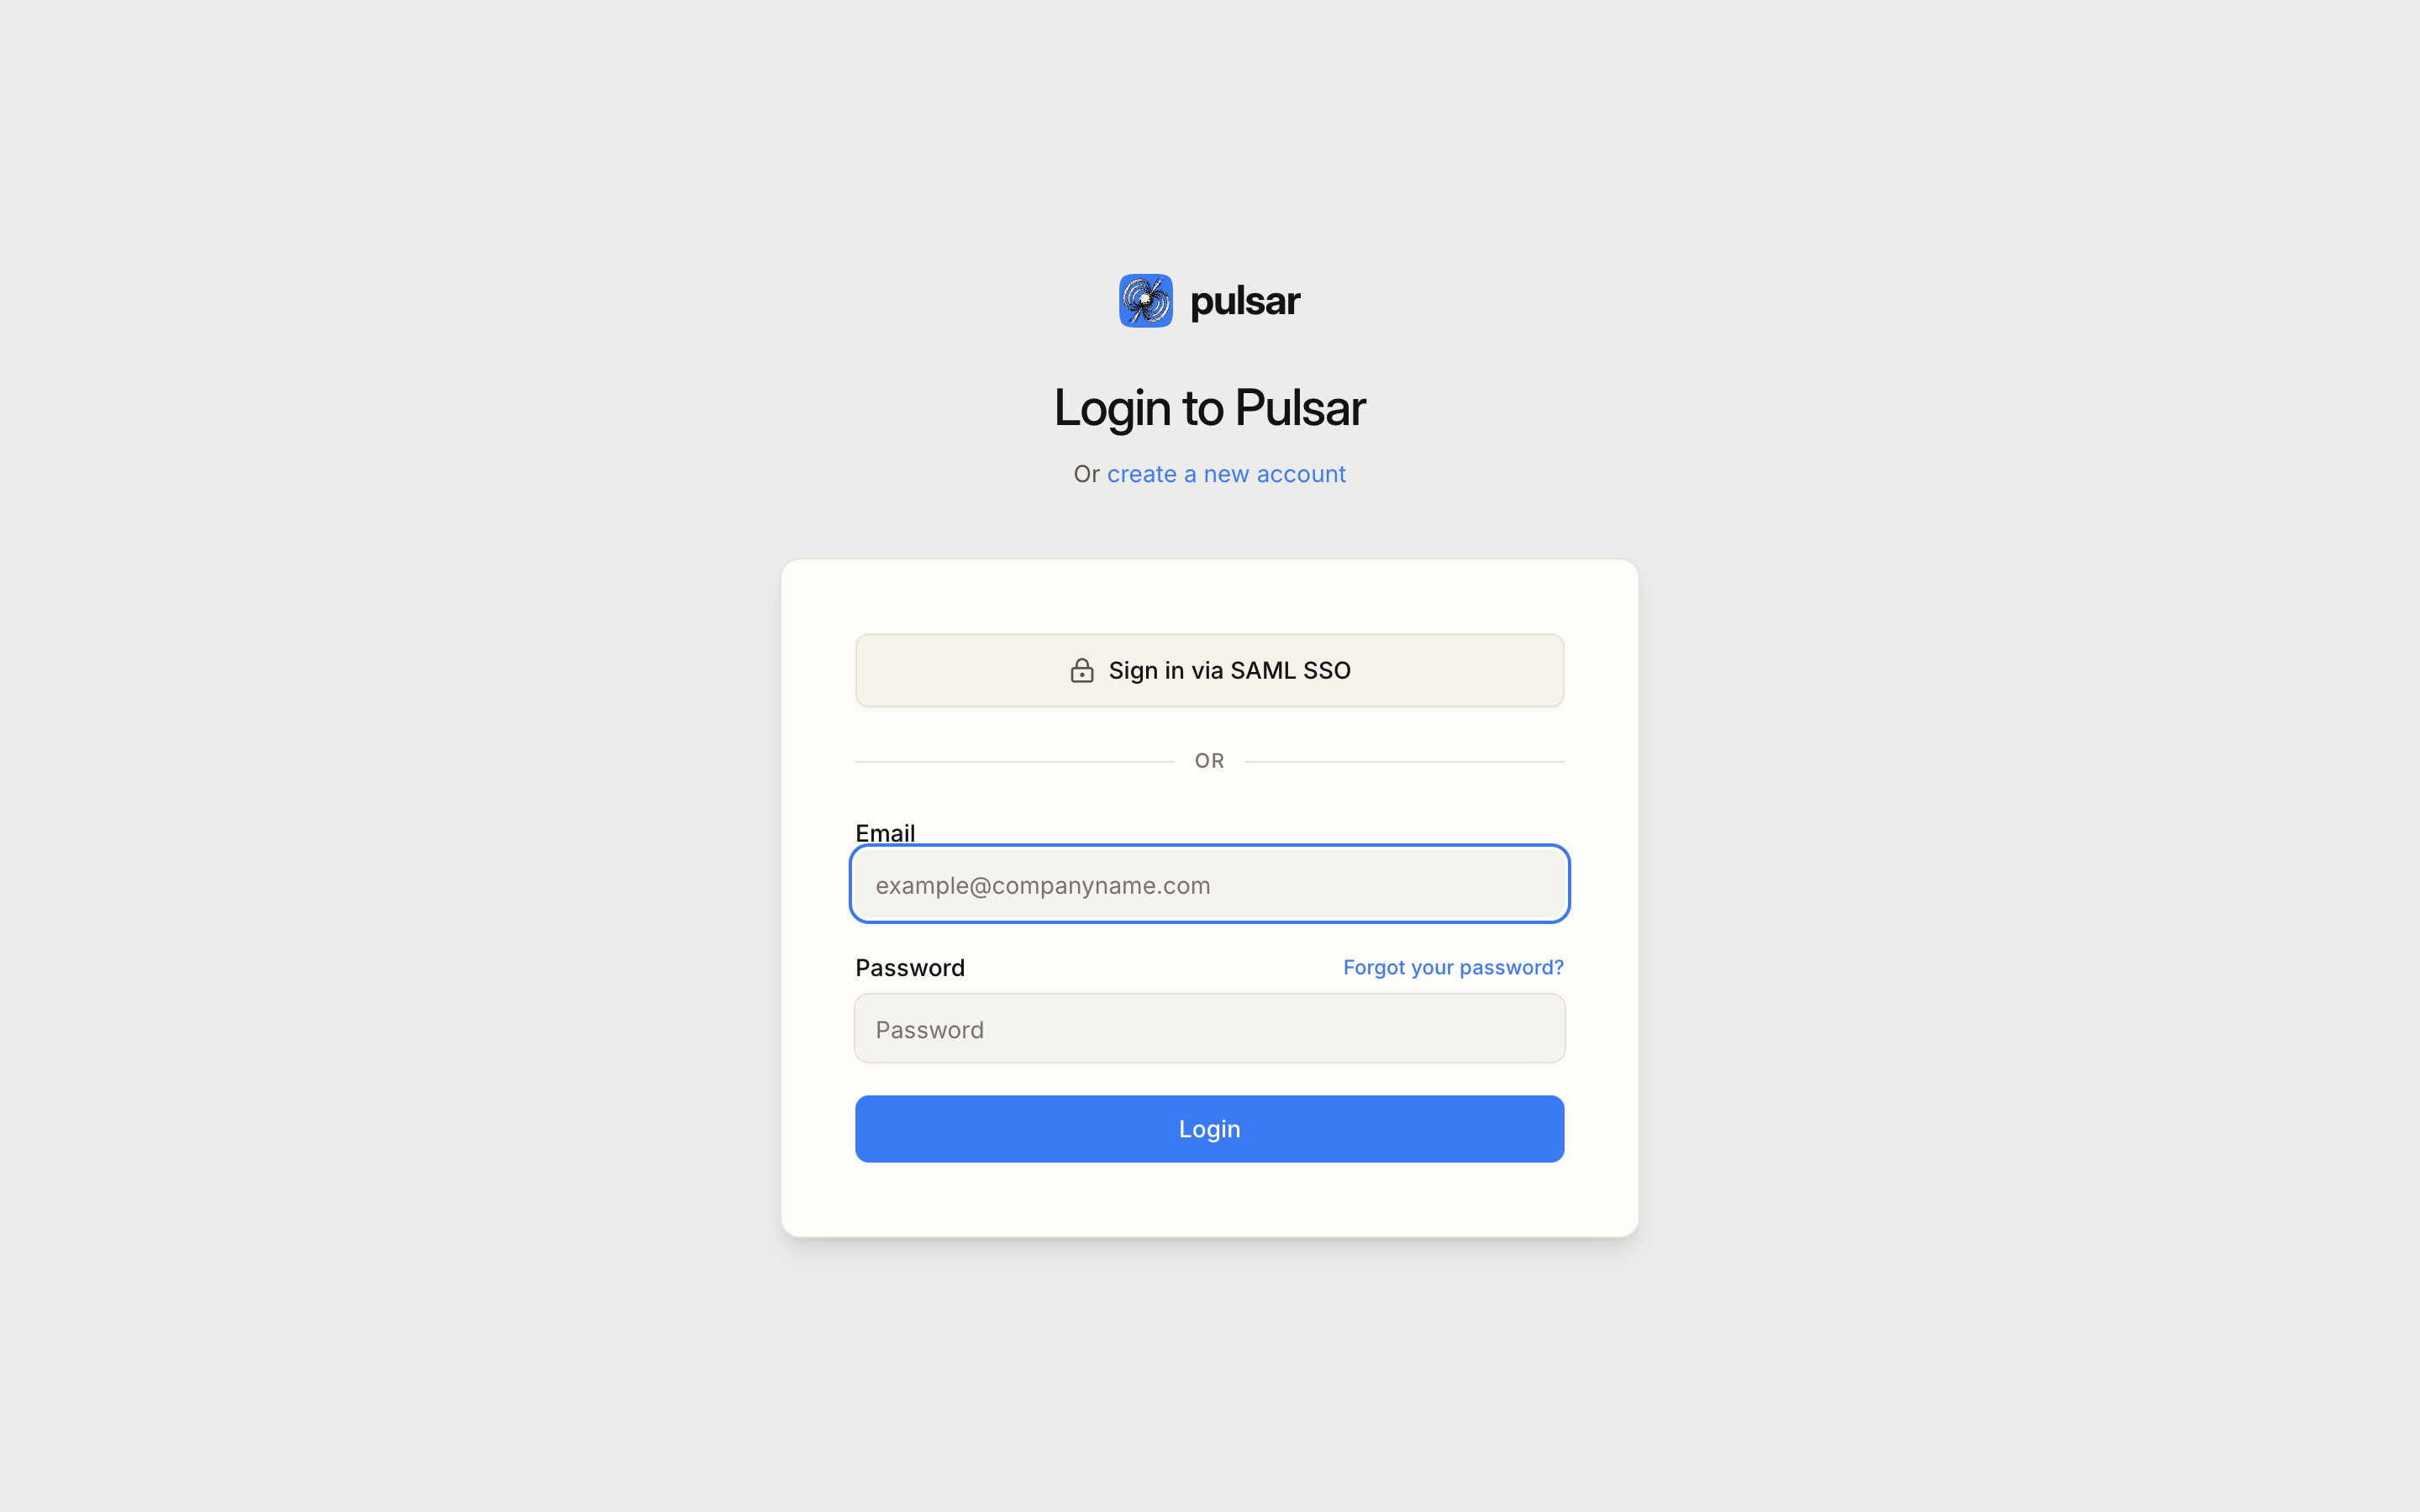 pulsar
Login to Pulsar
Or create a new account
Sign in via SAML SSO
OR
Email
example@companyname.com
Password Forgot your password?
Password
Login